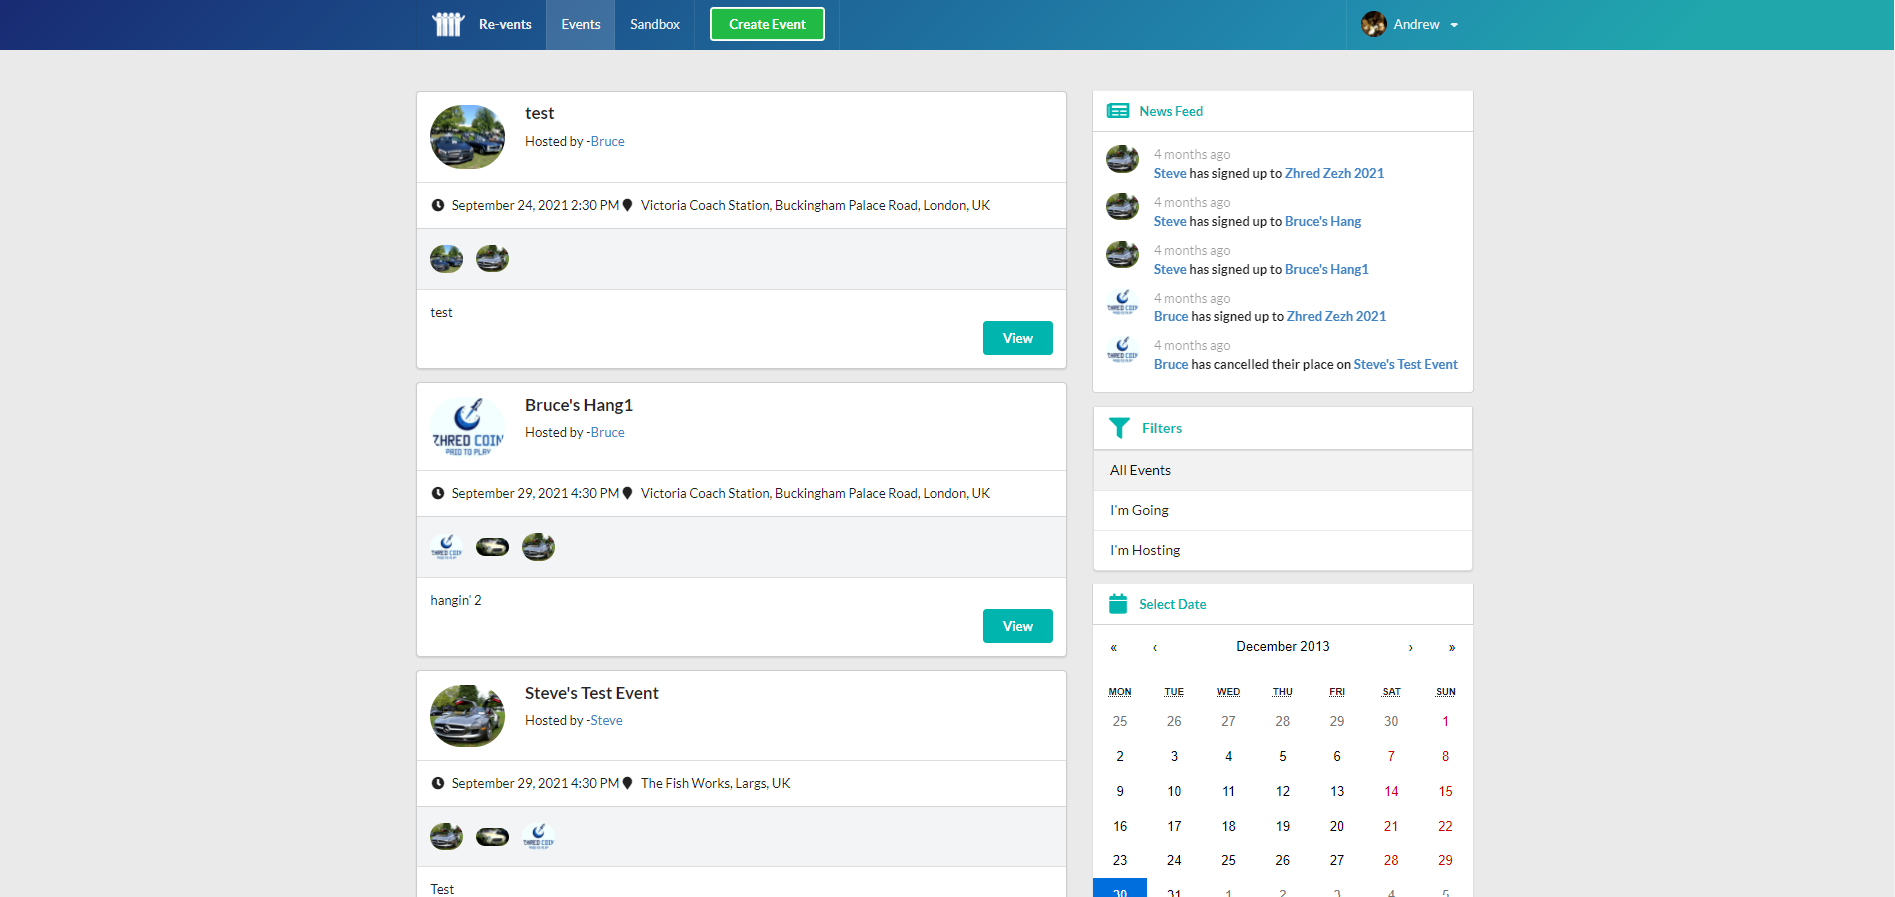 Re-vents
Events
Sandbox
Create Event
Andrew
test
Hosted by -Bruce
September 24, 2021 2:30 PM Victoria Coach Station, Buckingham Palace Road, London, UK
test
View
ZHRED COIN
PAID TO PLAY
Bruce's Hang1
Hosted by -Bruce
September 29, 2021 4:30 PM Victoria Coach Station, Buckingham Palace Road, London, UK
hangin' 2
View
Steve's Test Event
Hosted by -Steve
September 29, 2021 4:30 PM The Fish Works, Largs, UK
Test
News Feed
4 months ago
Steve has signed up to Zhred Zezh 2021
4 months ago
Steve has signed up to Bruce's Hang
4 months ago
Steve has signed up to Bruce's Hang1
4 months ago
Bruce has signed up to Zhred Zezh 2021
4 months ago
Bruce has cancelled their place on Steve's Test Event
Filters
All Events
I'm Going
I'm Hosting
Select Date
« ‹ December 2013 › »
MON TUE WED THU FRI SAT SUN
25 26 27 28 29 30 1
2 3 4 5 6 7 8
9 10 11 12 13 14 15
16 17 18 19 20 21 22
23 24 25 26 27 28 29
30 31 1 2 3 4 5